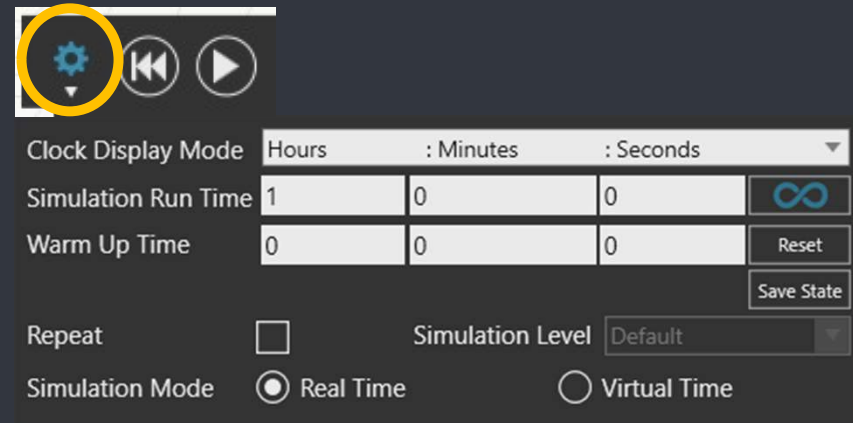 Clock Display Mode Hours : Minutes : Seconds
Simulation Run Time 1 0 0
Warm Up Time 0 0 0 Reset
Save State
Repeat Simulation Level Default
Simulation Mode Real Time Virtual Time